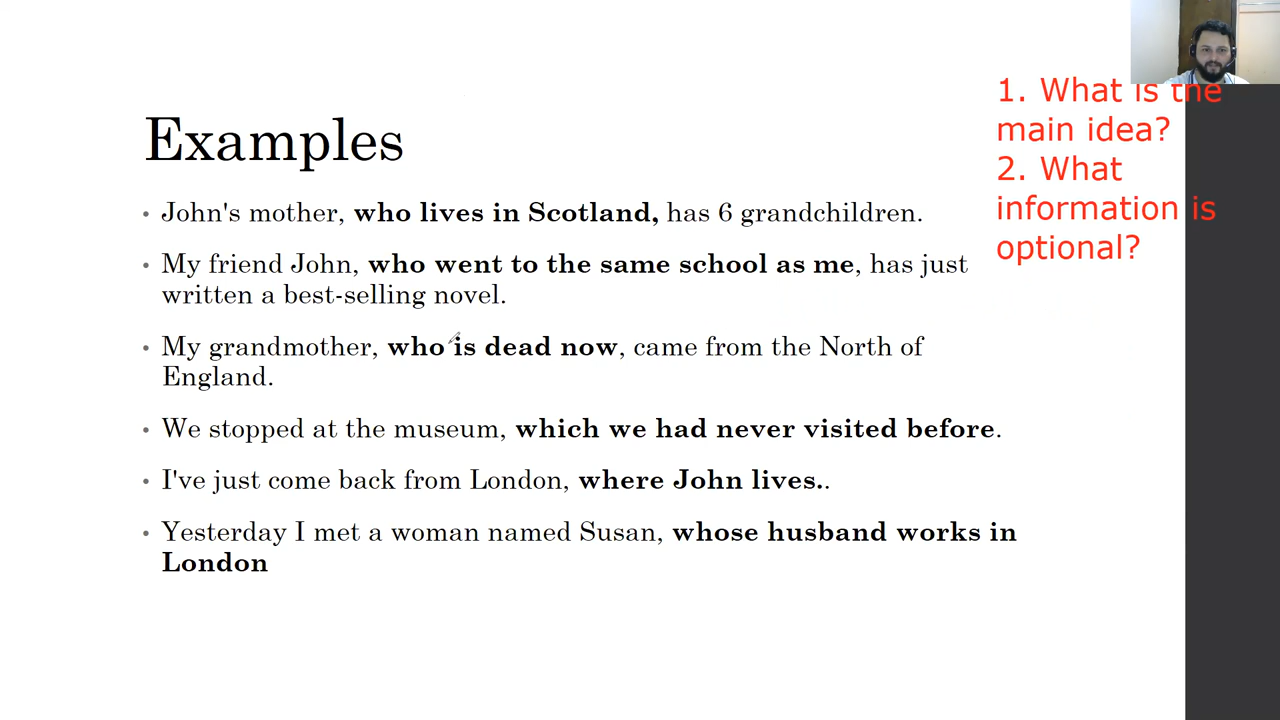 Examples
John's mother, who lives in Scotland, has 6 grandchildren.
My friend John, who went to the same school as me, has just
written a best-selling novel.
My grandmother, who is dead now, came from the North of
England.
We stopped at the museum, which we had never visited before.
I've just come back from London, where John lives..
Yesterday I met a woman named Susan, whose husband works in
London
1. What is the
main idea?
2. What
information is
optional?